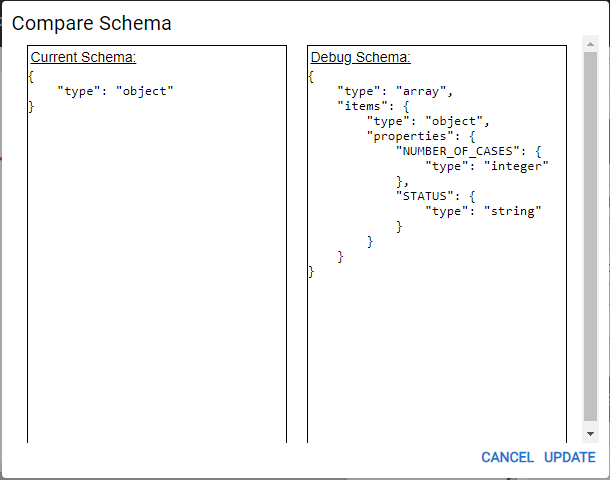 Compare Schema
Current Schema:
{
    "type": "object"
}
Debug Schema:
{
    "type": "array",
    "items": {
        "type": "object",
        "properties": {
            "NUMBER_OF_CASES": {
                "type": "integer"
            },
            "STATUS": {
                "type": "string"
            }
        }
    }
}
CANCEL UPDATE